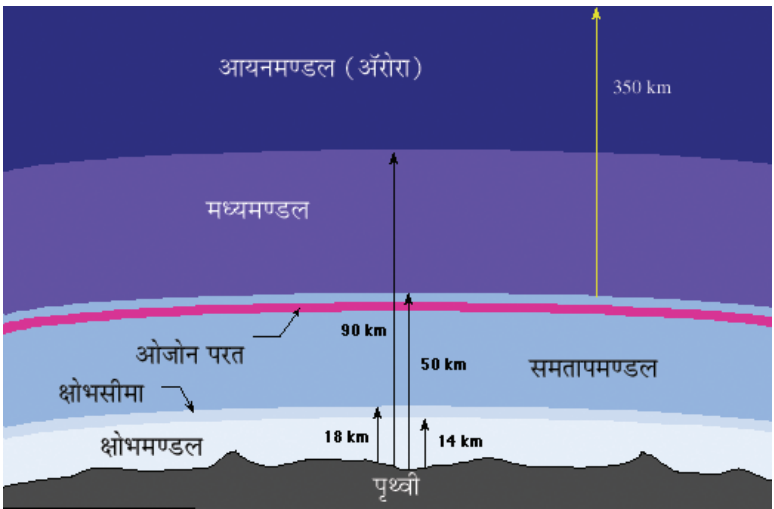 आयनमण्डल (ॲरोरा)
350 km
मध्यमण्डल
90 km
ओजोन परत
50 km
समतापमण्डल
क्षोभसीमा
18 km
14 km
क्षोभमण्डल
पृथ्वी